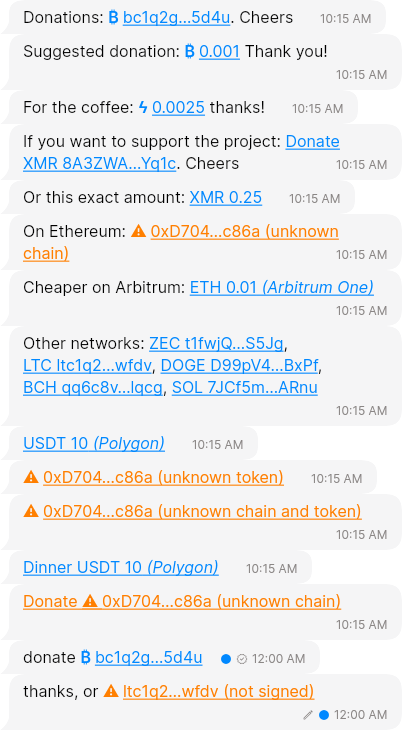 Donations: ₿ bc1q2g...5d4u. Cheers 10:15 AM
Suggested donation: ₿ 0.001 Thank you!
10:15 AM
For the coffee: ϟ 0.0025 thanks! 10:15 AM
If you want to support the project: Donate
XMR 8A3ZWA...Yq1c. Cheers 10:15 AM
Or this exact amount: XMR 0.25 10:15 AM
On Ethereum: ⚠ 0xD704...c86a (unknown
chain) 10:15 AM
Cheaper on Arbitrum: ETH 0.01 (Arbitrum One)
10:15 AM
Other networks: ZEC t1fwjQ...S5Jg,
LTC ltc1q2...wfdv, DOGE D99pV4...BxPf,
BCH qq6c8v...lqcg, SOL 7JCf5m...ARnu
10:15 AM
USDT 10 (Polygon) 10:15 AM
⚠ 0xD704...c86a (unknown token) 10:15 AM
⚠ 0xD704...c86a (unknown chain and token)
10:15 AM
Dinner USDT 10 (Polygon) 10:15 AM
Donate ⚠ 0xD704...c86a (unknown chain)
10:15 AM
donate ₿ bc1q2g...5d4u 12:00 AM
thanks, or ⚠ ltc1q2...wfdv (not signed)
12:00 AM